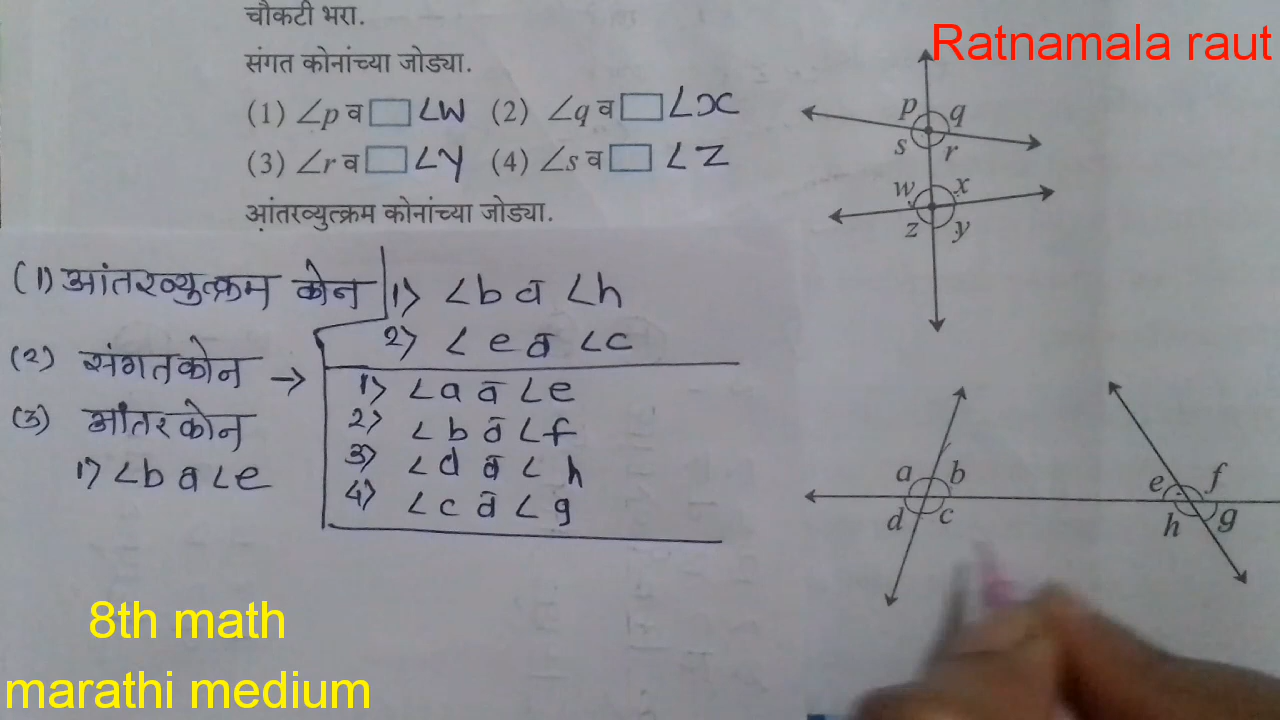 चौकटी भरा.
Ratnamala raut
संगत कोनांच्या जोड्या.
(1) ∠p व ∠w (2) ∠q व ∠x
(3) ∠r व ∠y (4) ∠s व ∠z
आंतरव्युत्क्रम कोनांच्या जोड्या.
p q
s r
w x
z y
(1) आंतरव्युत्क्रम कोन
1) ∠b व ∠h
2) ∠e व ∠c
(2) संगतकोन →
1) ∠a व ∠e
2) ∠b व ∠f
3) ∠d व ∠h
4) ∠c व ∠g
(3) आंतरकोन
1) ∠b व ∠e
a b e f
d c h g
8th math
marathi medium